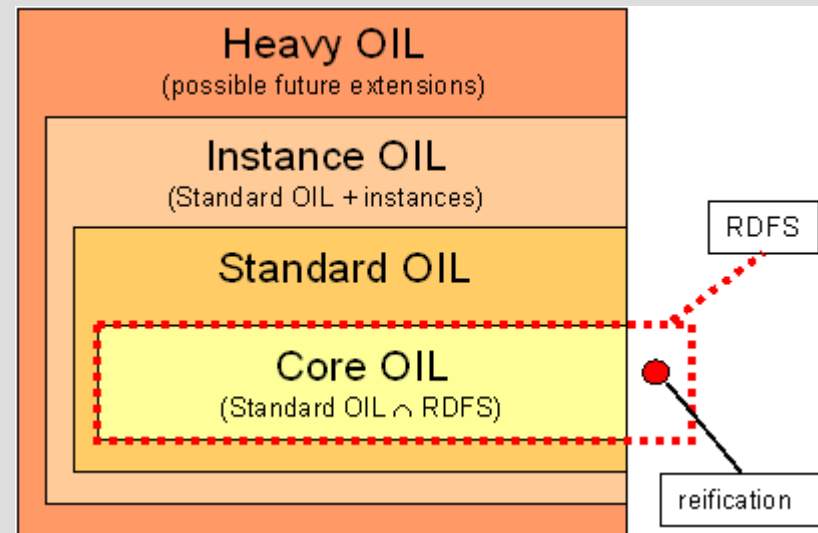 Heavy OIL
(possible future extensions)
Instance OIL
(Standard OIL + instances)
RDFS
Standard OIL
Core OIL
(Standard OIL ∩ RDFS)
reification